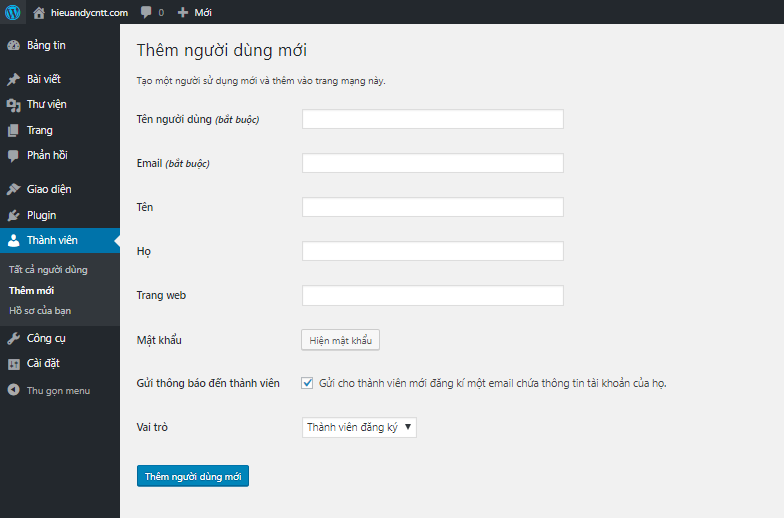 hieuandycntt.com 0 Mới
Bảng tin
Bài viết
Thư viện
Trang
Phản hồi
Giao diện
Plugin
Thành viên
Tất cả người dùng
Thêm mới
Hồ sơ của bạn
Công cụ
Cài đặt
Thu gọn menu
Thêm người dùng mới
Tạo một người sử dụng mới và thêm vào trang mạng này.
Tên người dùng (bắt buộc)
Email (bắt buộc)
Tên
Họ
Trang web
Mật khẩu Hiện mật khẩu
Gửi thông báo đến thành viên Gửi cho thành viên mới đăng kí một email chứa thông tin tài khoản của họ.
Vai trò Thành viên đăng ký
Thêm người dùng mới